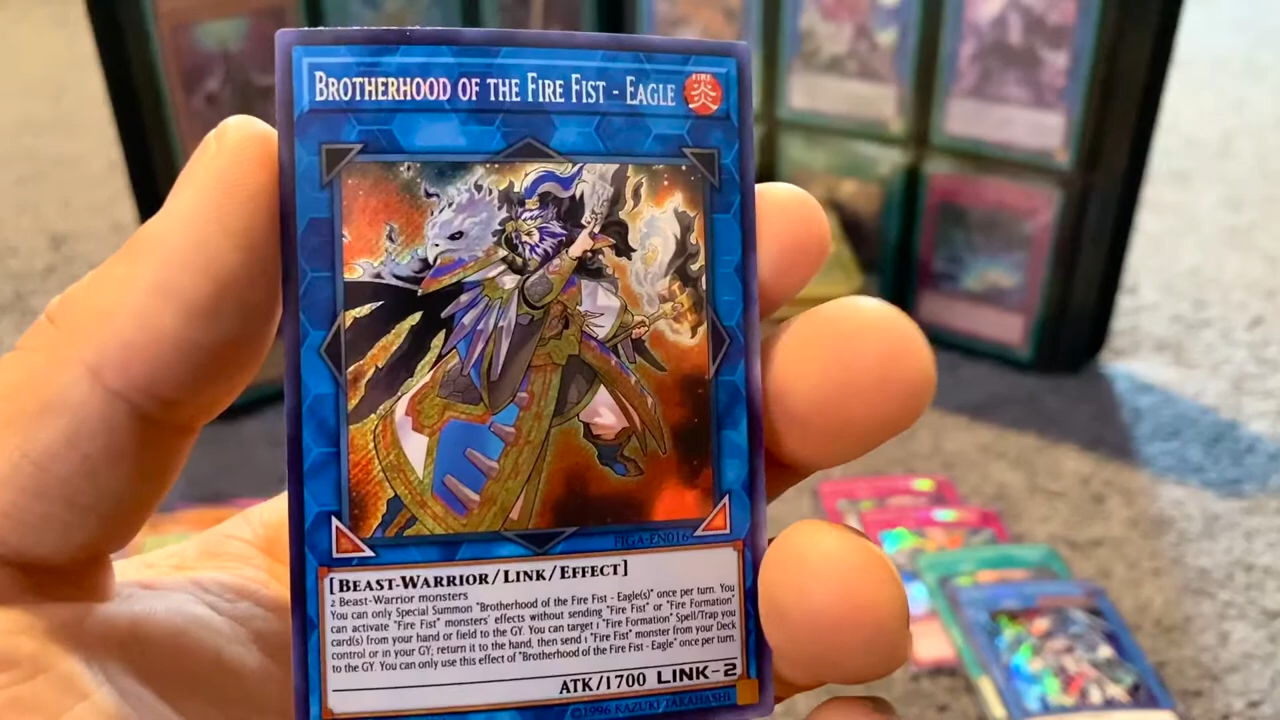 BROTHERHOOD OF THE FIRE FIST - EAGLE
FIRE
炎
FIGA-EN016
[BEAST-WARRIOR/LINK/EFFECT]
2 Beast-Warrior monsters
You can only Special Summon "Brotherhood of the Fire Fist - Eagle(s)" once per turn. You
can activate "Fire Fist" monsters' effects without sending "Fire Fist" or "Fire Formation"
card(s) from your hand or field to the GY. You can target 1 "Fire Formation" Spell/Trap you
control or in your GY; return it to the hand, then send 1 "Fire Fist" monster from your Deck
to the GY. You can only use this effect of "Brotherhood of the Fire Fist - Eagle" once per turn.
ATK/1700 LINK-2
©1996 KAZUKI TAKAHASHI